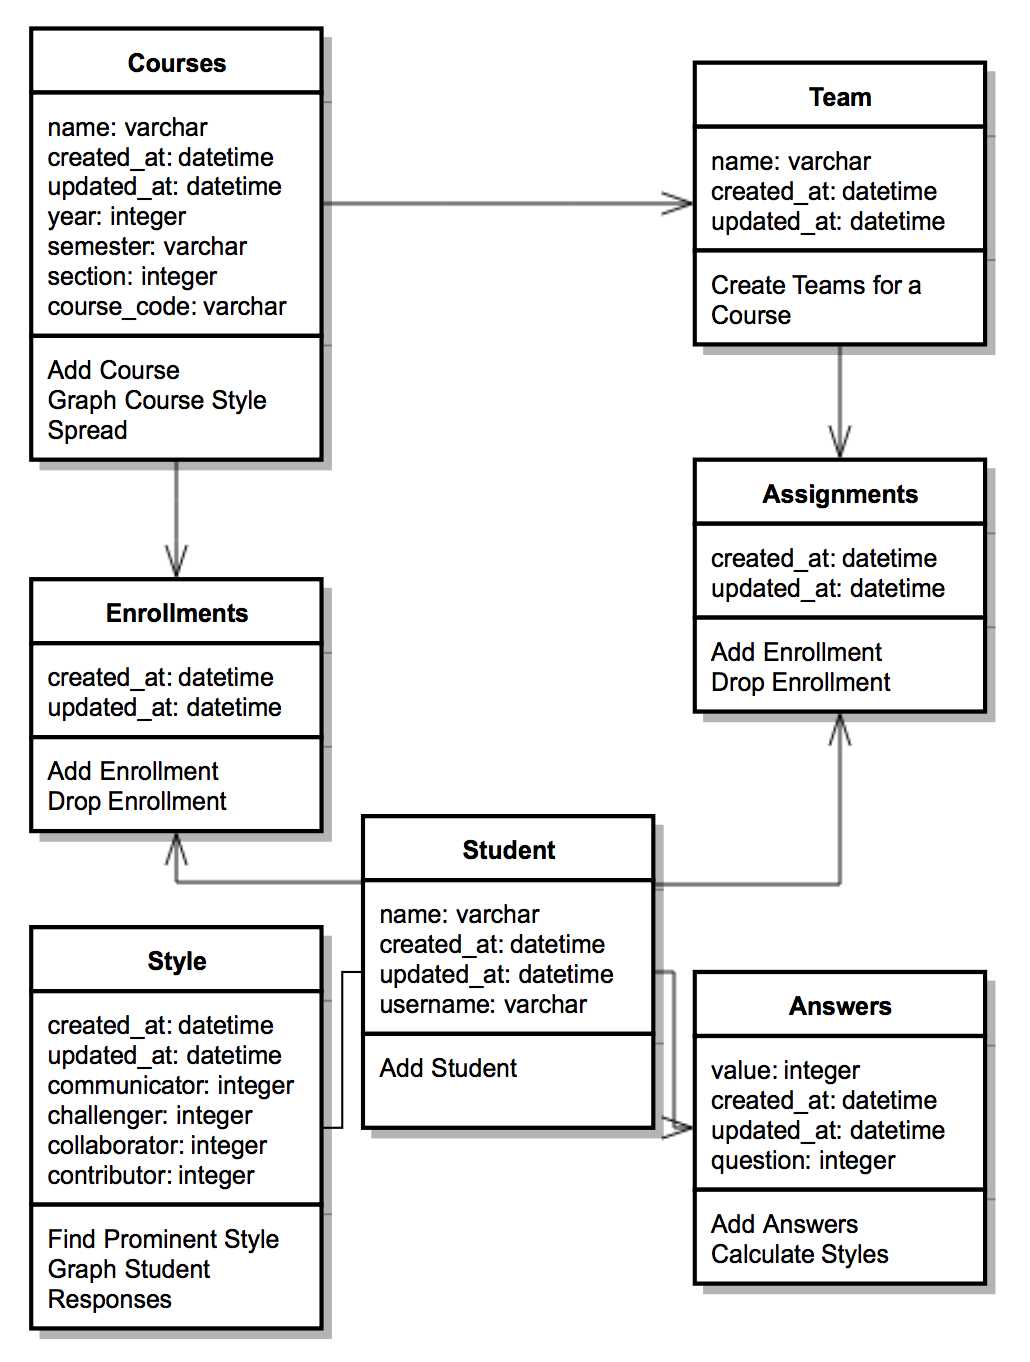 Courses
name: varchar
created_at: datetime
updated_at: datetime
year: integer
semester: varchar
section: integer
course_code: varchar
Add Course
Graph Course Style
Spread
Team
name: varchar
created_at: datetime
updated_at: datetime
Create Teams for a
Course
Assignments
created_at: datetime
updated_at: datetime
Add Enrollment
Drop Enrollment
Enrollments
created_at: datetime
updated_at: datetime
Add Enrollment
Drop Enrollment
Student
name: varchar
created_at: datetime
updated_at: datetime
username: varchar
Add Student
Style
created_at: datetime
updated_at: datetime
communicator: integer
challenger: integer
collaborator: integer
contributor: integer
Find Prominent Style
Graph Student
Responses
Answers
value: integer
created_at: datetime
updated_at: datetime
question: integer
Add Answers
Calculate Styles